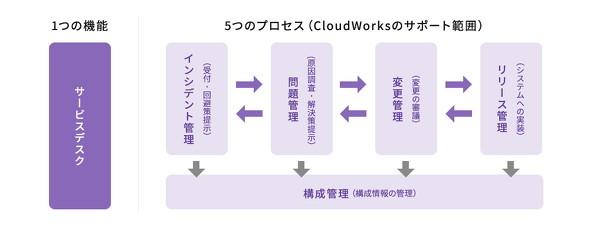 1つの機能
5つのプロセス（CloudWorksのサポート範囲）
サービスデスク
インシデント管理
（受付・回避策提示）
問題管理
（原因調査・解決策提示）
変更管理
（変更の審議）
リリース管理
（システムへの実装）
構成管理（構成情報の管理）